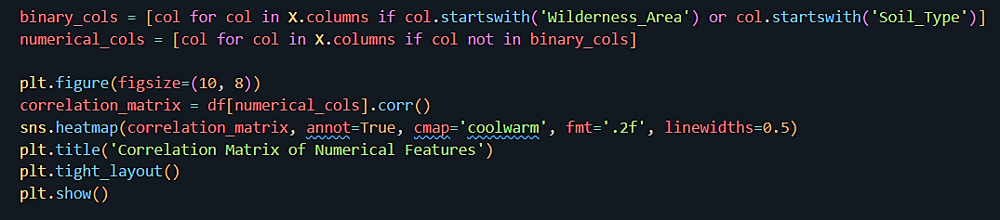 binary_cols = [col for col in X.columns if col.startswith('Wilderness_Area') or col.startswith('Soil_Type')]
numerical_cols = [col for col in X.columns if col not in binary_cols]

plt.figure(figsize=(10, 8))
correlation_matrix = df[numerical_cols].corr()
sns.heatmap(correlation_matrix, annot=True, cmap='coolwarm', fmt='.2f', linewidths=0.5)
plt.title('Correlation Matrix of Numerical Features')
plt.tight_layout()
plt.show()